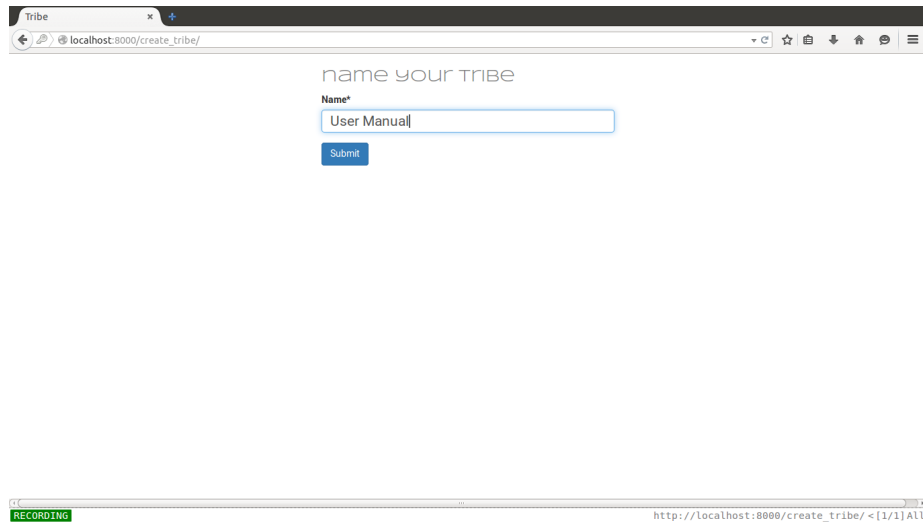 Tribe
localhost:8000/create_tribe/
name your Tribe
Name*
User Manual
Submit
RECORDING
http://localhost:8000/create_tribe/ <[1/1]All